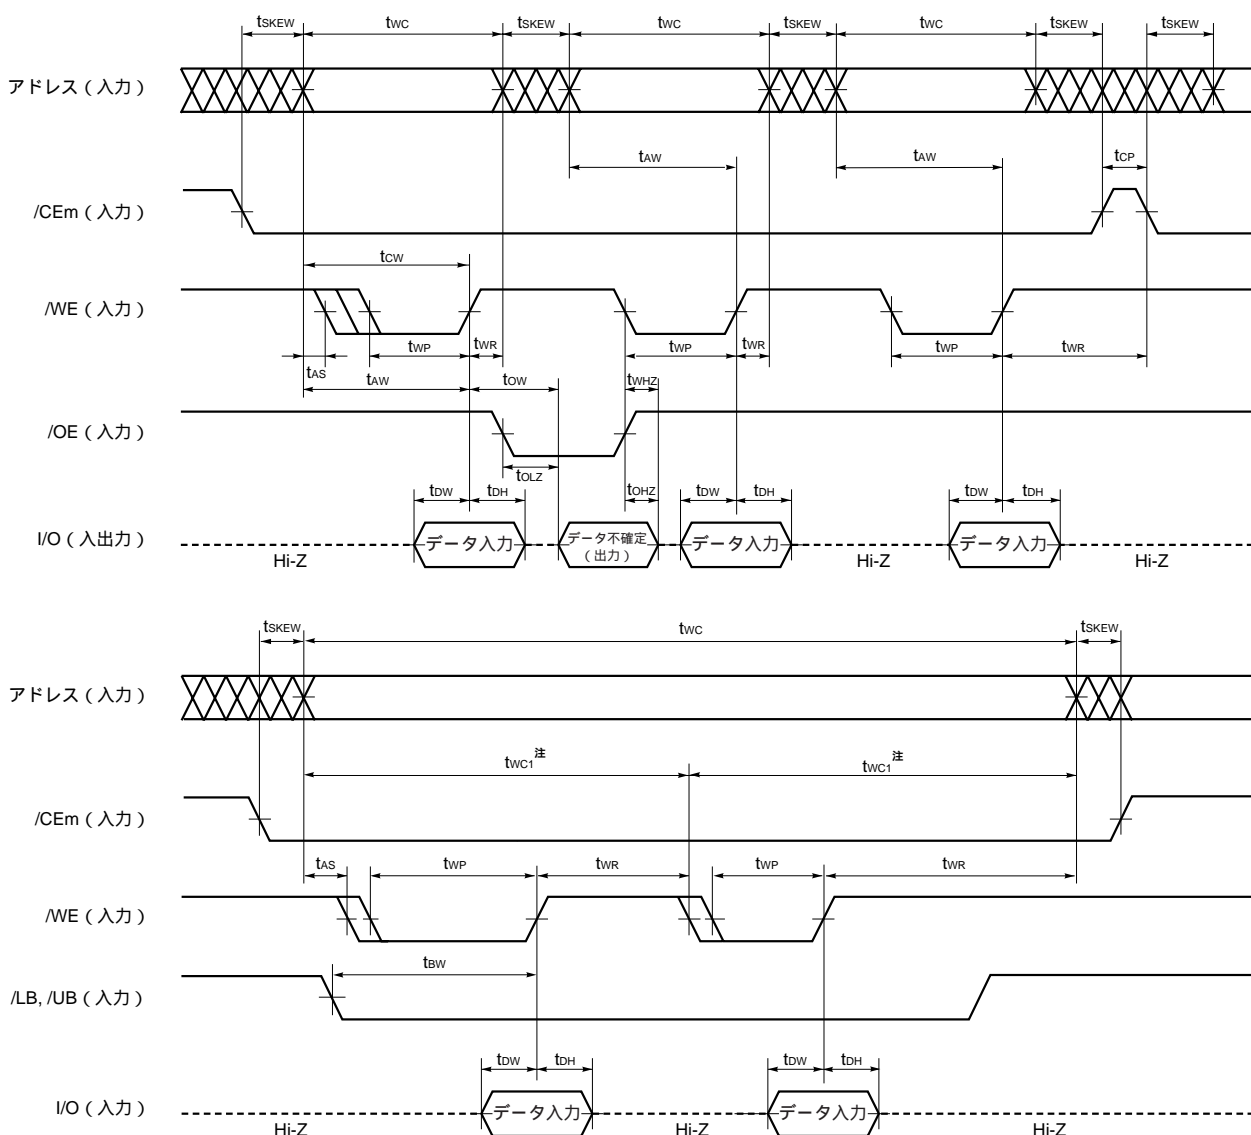 tSKEW tWC tSKEW tWC tSKEW tWC tSKEW tSKEW
アドレス（入力）
tAW tAW tCP
/CEm（入力）
tCW
/WE（入力）
tWP tWR tWP tWR tWP tWR
tAS tAW tOW tWHZ
/OE（入力）
tOLZ
tDW tDH tOHZ tDW tDH tDW tDH
I/O（入出力）
データ入力 データ不確定（出力） データ入力 データ入力
Hi-Z Hi-Z Hi-Z
tSKEW tWC tSKEW
アドレス（入力）
tWC1注 tWC1注
/CEm（入力）
tAS tWP tWR tWP tWR
/WE（入力）
tBW
/LB, /UB（入力）
tDW tDH tDW tDH
I/O（入力）
データ入力 データ入力
Hi-Z Hi-Z Hi-Z